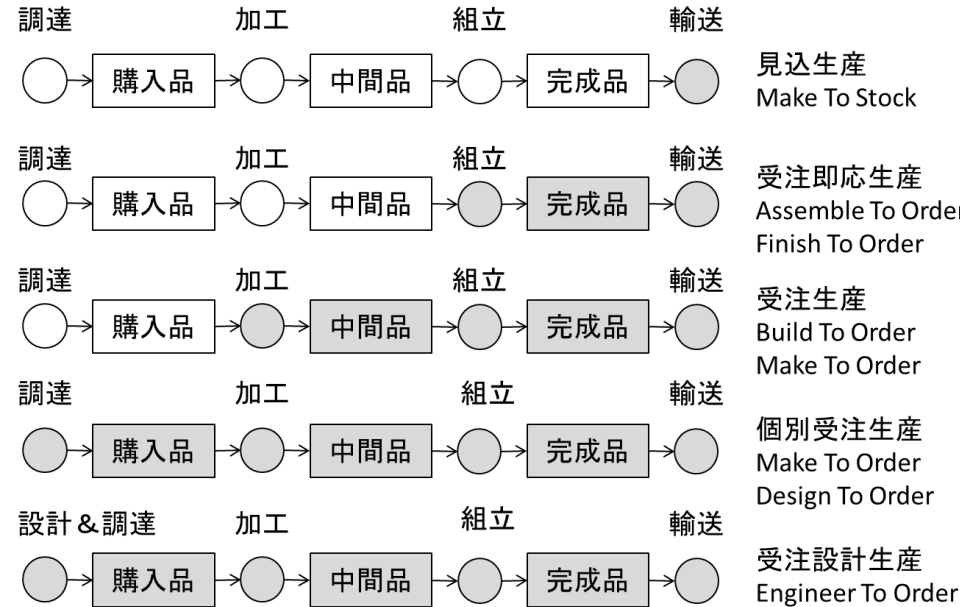 調達 加工 組立 輸送
購入品 中間品 完成品
見込生産
Make To Stock
調達 加工 組立 輸送
購入品 中間品 完成品
受注即応生産
Assemble To Order
Finish To Order
調達 加工 組立 輸送
購入品 中間品 完成品
受注生産
Build To Order
Make To Order
調達 加工 組立 輸送
購入品 中間品 完成品
個別受注生産
Make To Order
Design To Order
設計&調達 加工 組立 輸送
購入品 中間品 完成品
受注設計生産
Engineer To Order